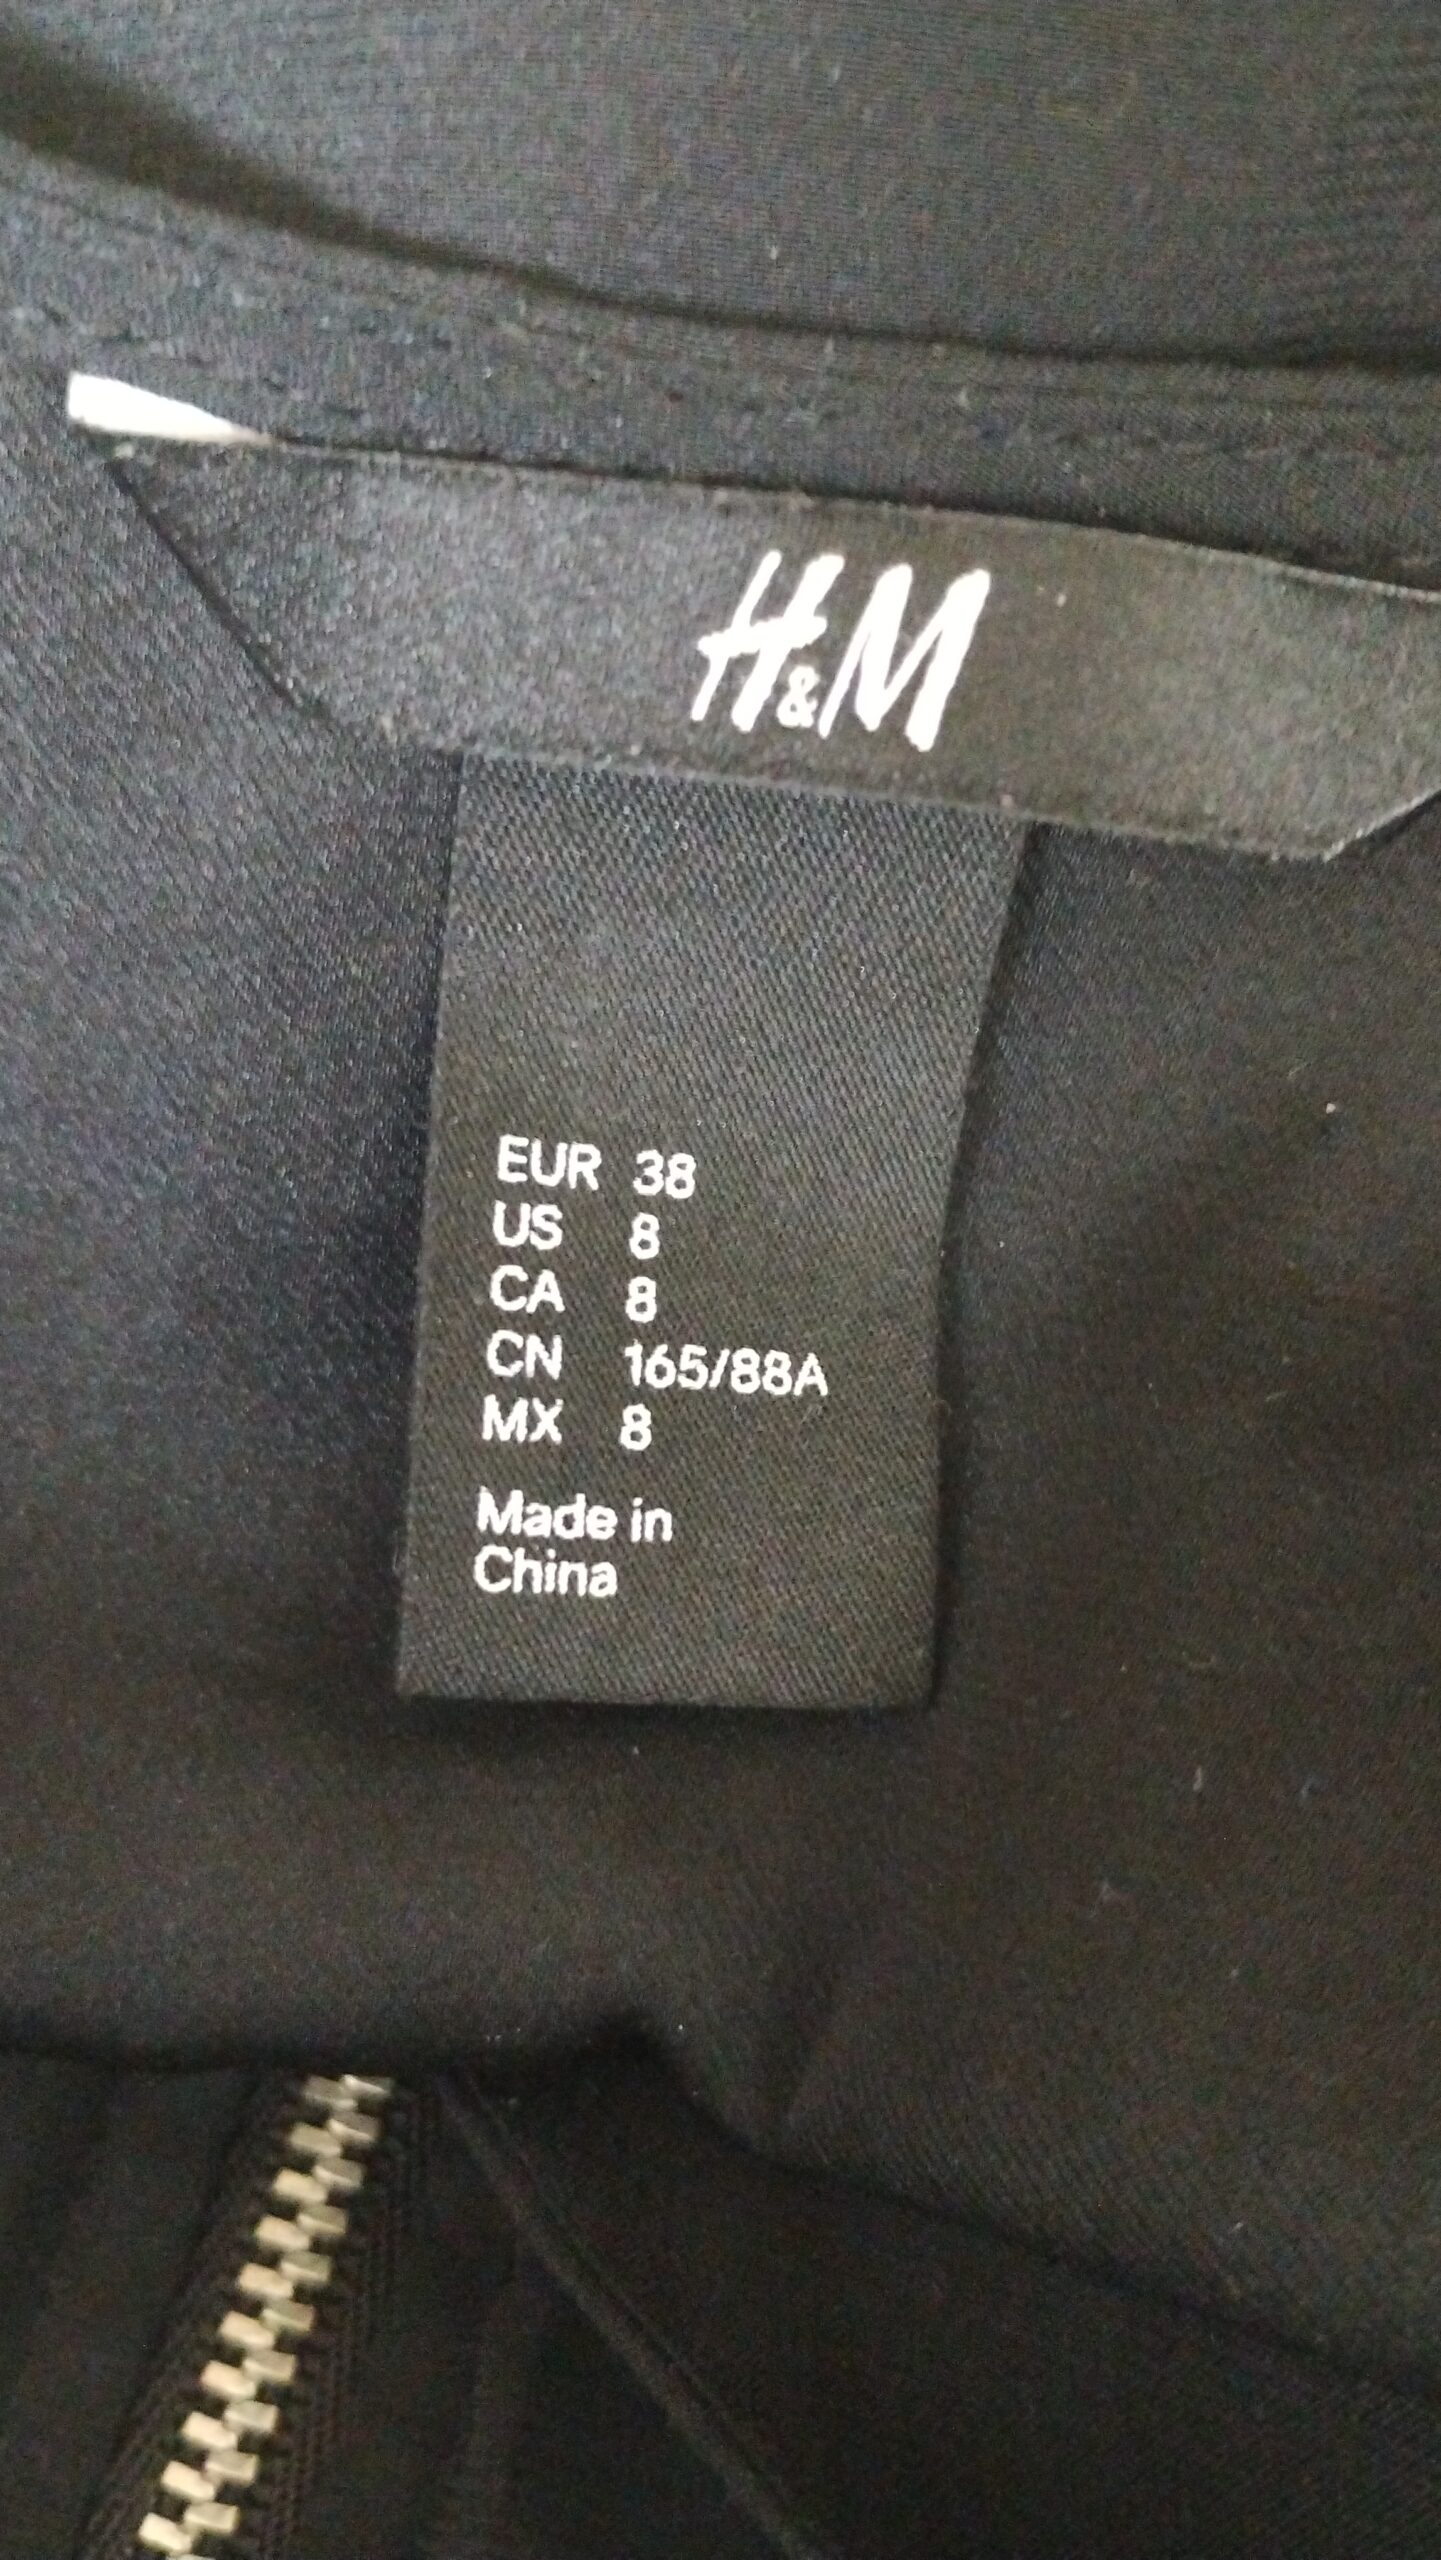 H&M
EUR 38
US 8
CA 8
CN 165/88A
MX 8
Made in
China